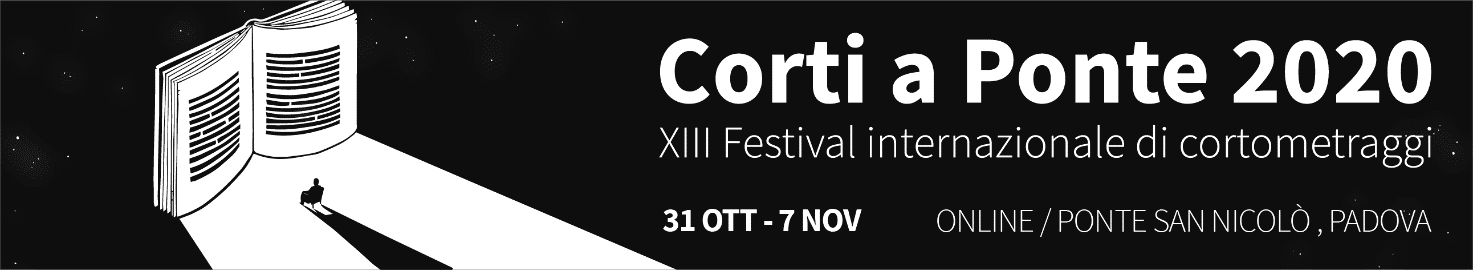 Corti a Ponte 2020
XIII Festival internazionale di cortometraggi
31 OTT - 7 NOV
ONLINE / PONTE SAN NICOLÒ , PADOVA